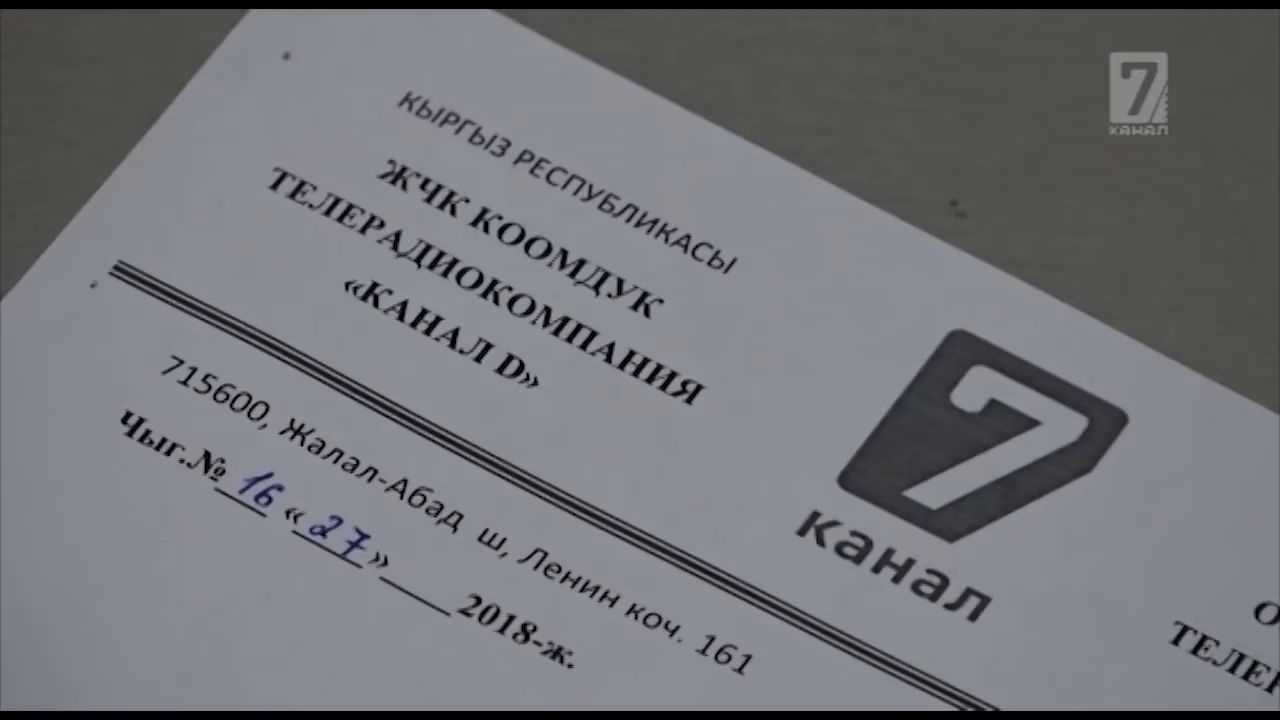 7
КАНАЛ
КЫРГЫЗ РЕСПУБЛИКАСЫ
ЖЧК КООМДУК
ТЕЛЕРАДИОКОМПАНИЯ
«КАНАЛ D»
715600, Жалал-Абад ш, Ленин коч. 161
Чыг.№ 16 «27» ____ 2018-ж.
7
канал